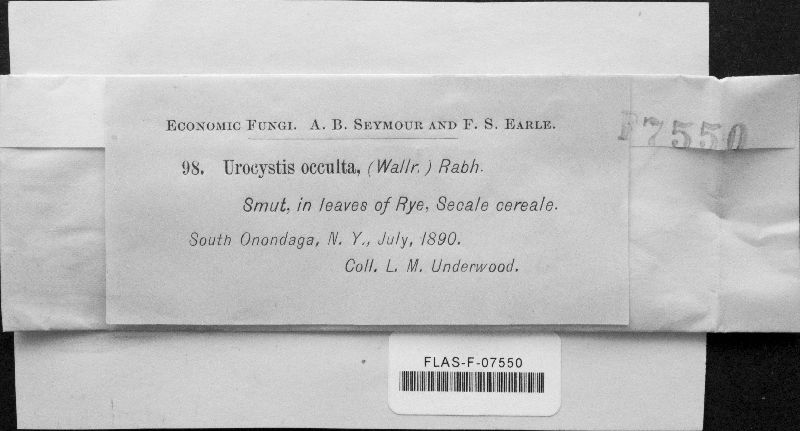 ECONOMIC FUNGI. A. B. SEYMOUR AND F. S. EARLE.
F7550
98. Urocystis occulta, (Wallr.) Rabh.
Smut, in leaves of Rye, Secale cereale.
South Onondaga, N. Y., July, 1890.
Coll. L. M. Underwood.
FLAS-F-07550